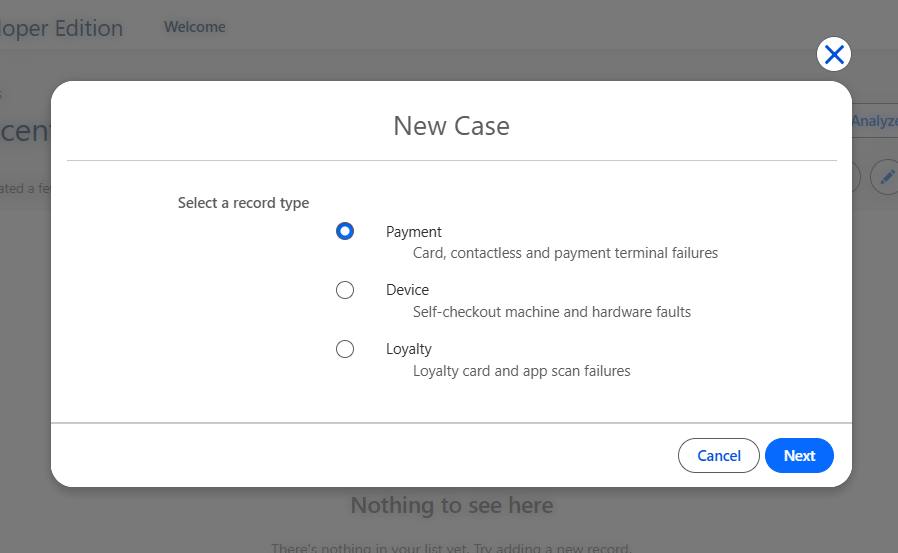 Edition
Welcome
New Case
Analyze
Select a record type
Payment
Card, contactless and payment terminal failures
Device
Self-checkout machine and hardware faults
Loyalty
Loyalty card and app scan failures
Cancel
Next
Nothing to see here
There's nothing in your list yet. Try adding a new record.